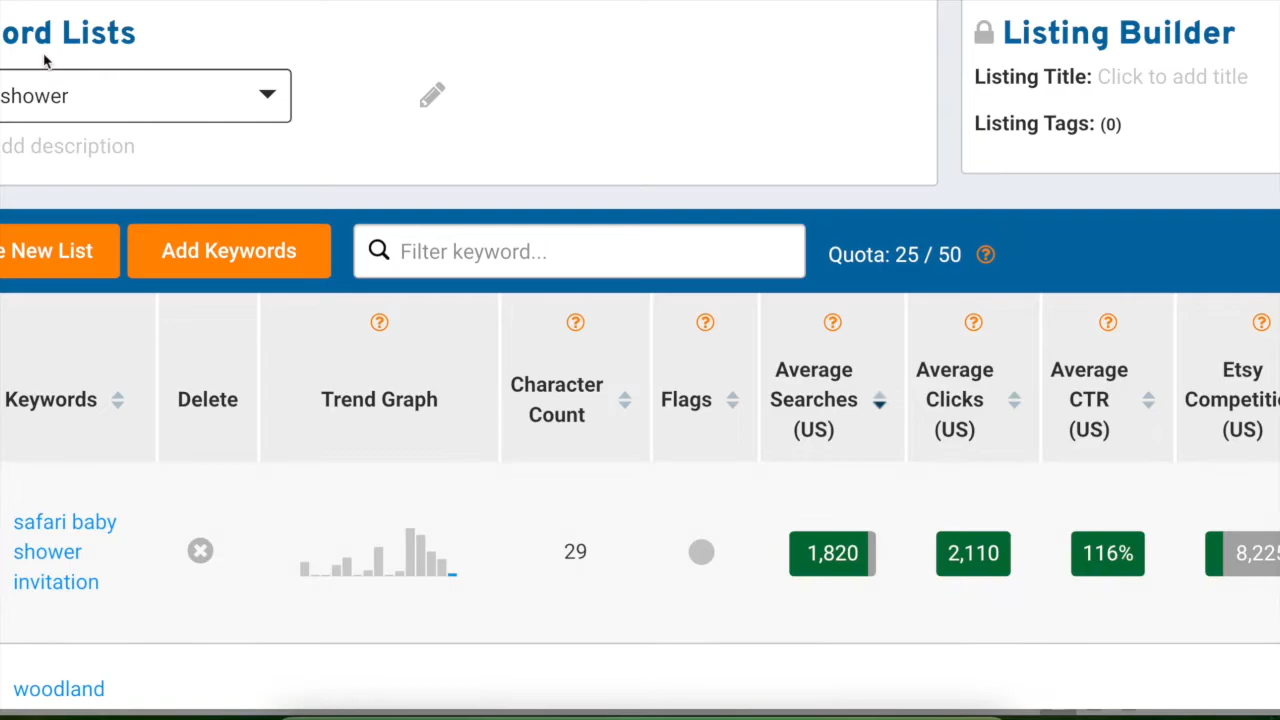 ord Lists
Listing Builder
shower
Listing Title: Click to add title
dd description
Listing Tags: (0)
e New List
Add Keywords
Filter keyword...
Quota: 25 / 50
?
? ? ? ? ? ? ?
Keywords
Delete
Trend Graph
Character
Count
Flags
Average
Searches
(US)
Average
Clicks
(US)
Average
CTR
(US)
Etsy
Competiti
(US)
safari baby
shower
invitation
29
1,820
2,110
116%
8,225
woodland